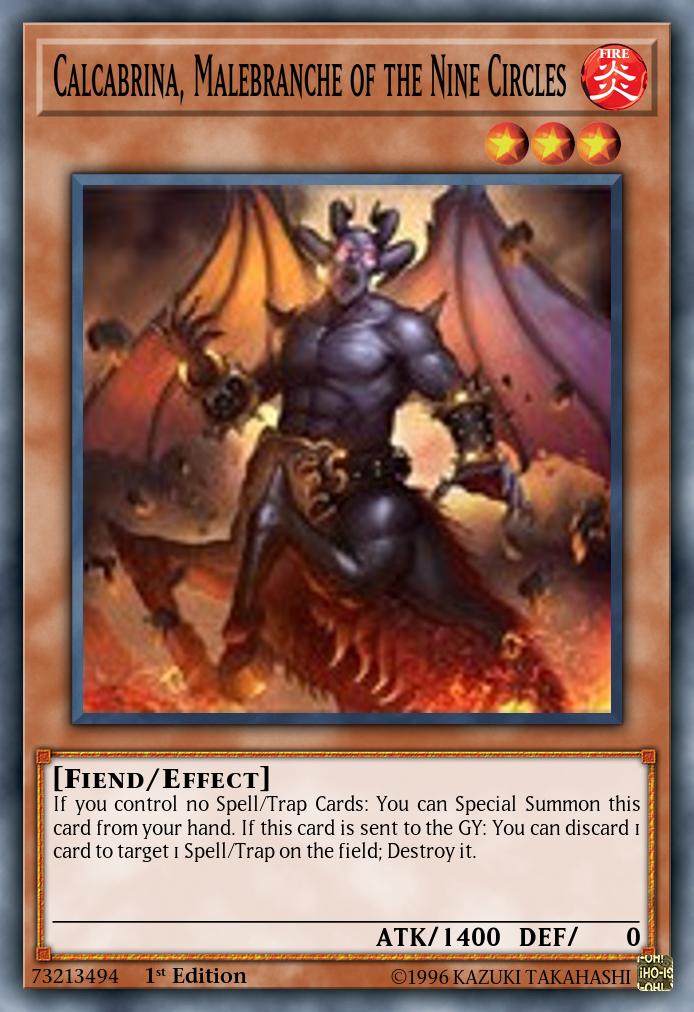 CALCABRINA, MALEBRANCHE OF THE NINE CIRCLES
FIRE
炎
[FIEND/EFFECT]
If you control no Spell/Trap Cards: You can Special Summon this
card from your hand. If this card is sent to the GY: You can discard 1
card to target 1 Spell/Trap on the field; Destroy it.
ATK/1400 DEF/ 0
73213494 1st Edition ©1996 KAZUKI TAKAHASHI